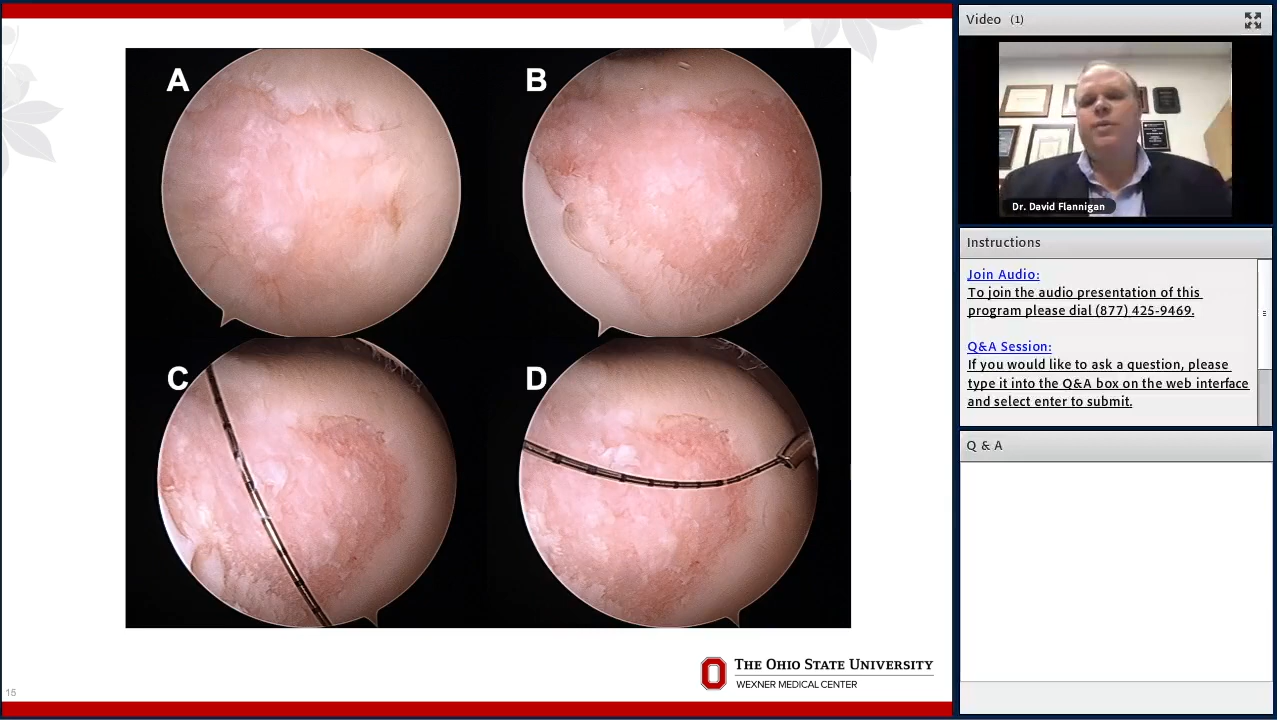 A
B
C
D
15
THE OHIO STATE UNIVERSITY
WEXNER MEDICAL CENTER
Video (1)
Dr. David Flannigan
Instructions
Join Audio:
To join the audio presentation of this
program please dial (877) 425-9469.
Q&A Session:
If you would like to ask a question, please
type it into the Q&A box on the web interface
and select enter to submit.
Q & A